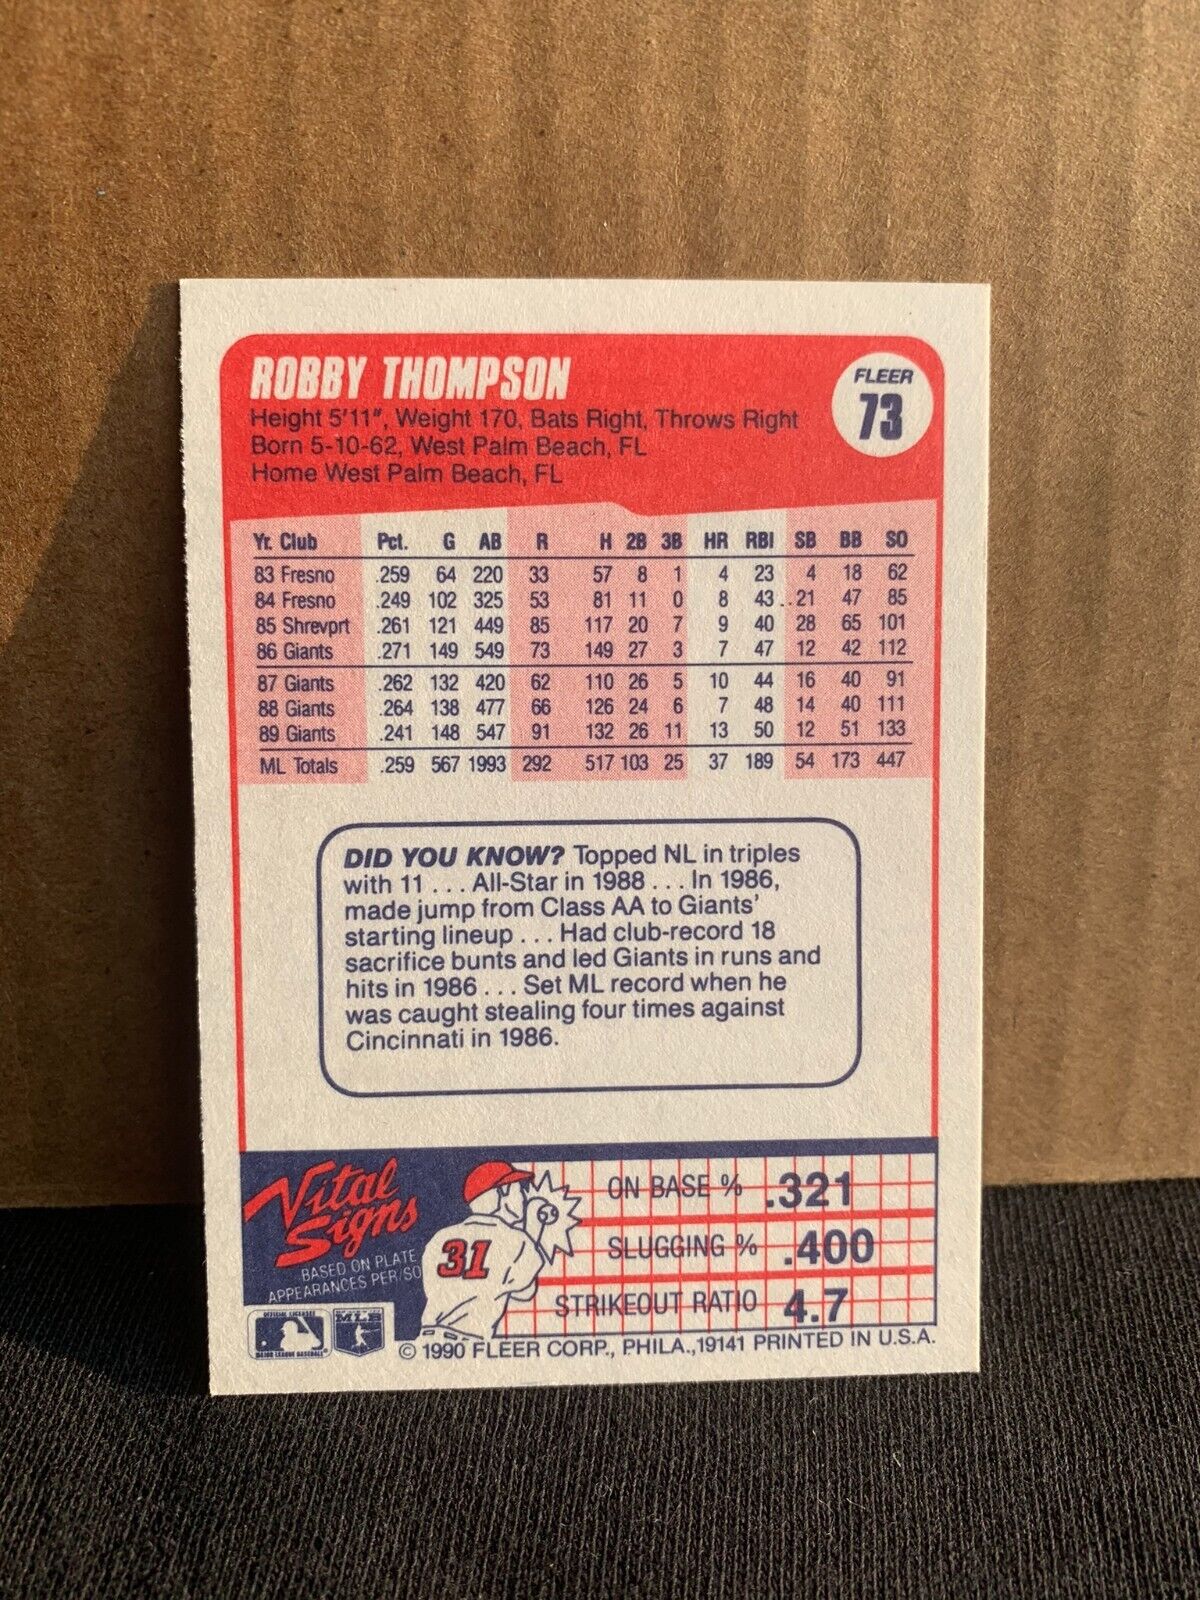 ROBBY THOMPSON
FLEER
73
Height 5'11", Weight 170, Bats Right, Throws Right
Born 5-10-62, West Palm Beach, FL
Home West Palm Beach, FL
Yr. Club Pct. G AB R H 2B 3B HR RBI SB BB SO
83 Fresno .259 64 220 33 57 8 1 4 23 4 18 62
84 Fresno .249 102 325 53 81 11 0 8 43 21 47 85
85 Shrevprt .261 121 449 85 117 20 7 9 40 28 65 101
86 Giants .271 149 549 73 149 27 3 7 47 12 42 112
87 Giants .262 132 420 62 110 26 5 10 44 16 40 91
88 Giants .264 138 477 66 126 24 6 7 48 14 40 111
89 Giants .241 148 547 91 132 26 11 13 50 12 51 133
ML Totals .259 567 1993 292 517 103 25 37 189 54 173 447
DID YOU KNOW? Topped NL in triples
with 11 . . . All-Star in 1988 . . . In 1986,
made jump from Class AA to Giants'
starting lineup . . . Had club-record 18
sacrifice bunts and led Giants in runs and
hits in 1986 . . . Set ML record when he
was caught stealing four times against
Cincinnati in 1986.
Vital
Signs
BASED ON PLATE
APPEARANCES PER/SO
31
ON BASE % .321
SLUGGING % .400
STRIKEOUT RATIO 4.7
OFFICIAL LICENSEE
MAJOR LEAGUE BASEBALL
MLB
© 1990 FLEER CORP., PHILA.,19141 PRINTED IN U.S.A.